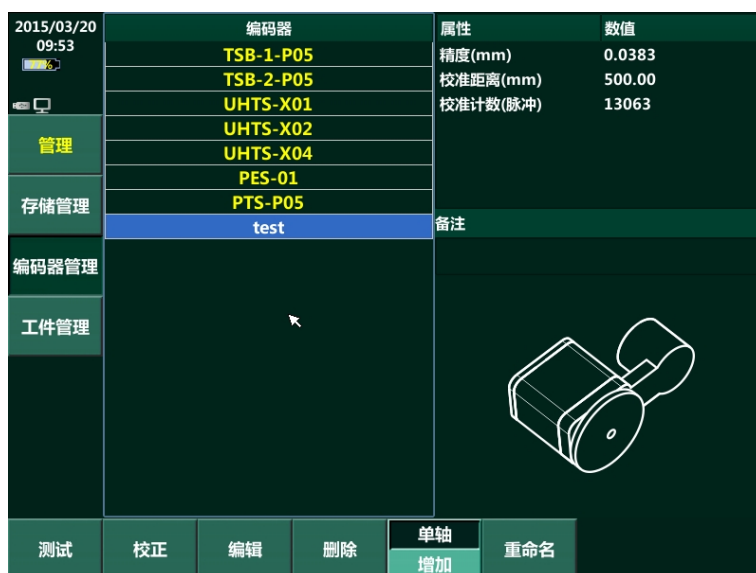 2015/03/20
09:53
77%
管理
存储管理
编码器管理
工件管理
编码器
TSB-1-P05
TSB-2-P05
UHTS-X01
UHTS-X02
UHTS-X04
PES-01
PTS-P05
test
属性 数值
精度(mm) 0.0383
校准距离(mm) 500.00
校准计数(脉冲) 13063
备注
测试 校正 编辑 删除 单轴 增加 重命名